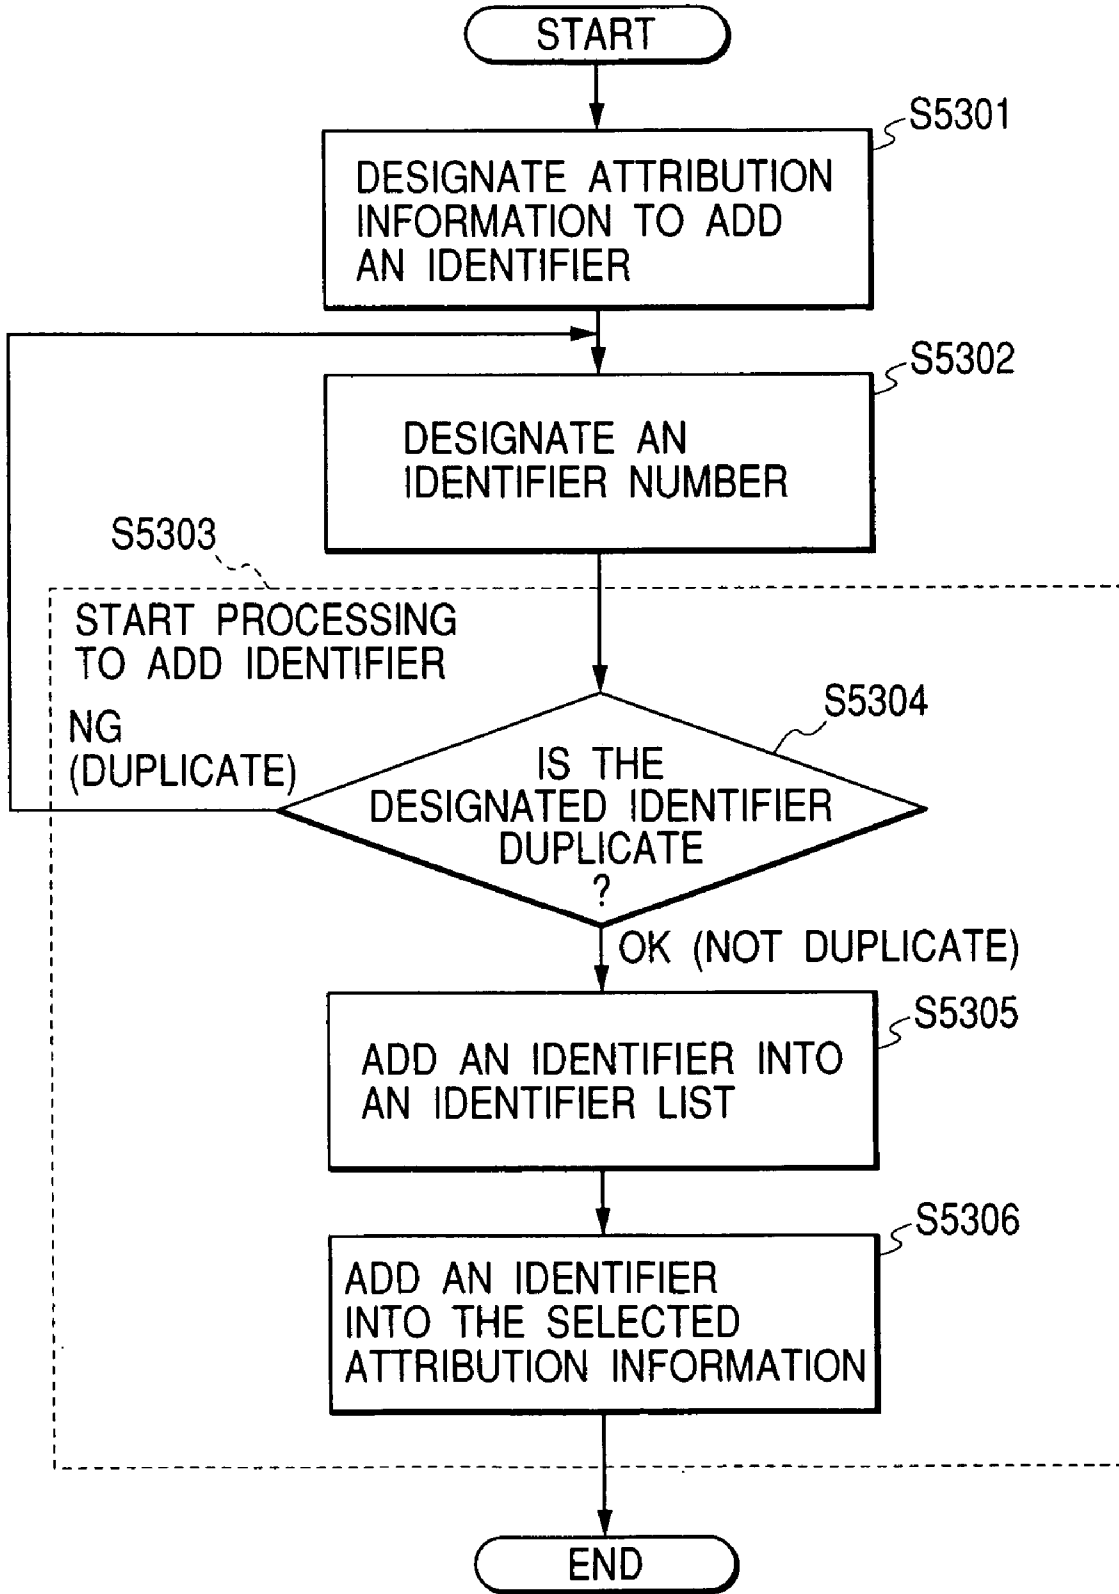 START
S5301
DESIGNATE ATTRIBUTION
INFORMATION TO ADD
AN IDENTIFIER
S5302
DESIGNATE AN
IDENTIFIER NUMBER
S5303
START PROCESSING
TO ADD IDENTIFIER
NG
(DUPLICATE)
S5304
IS THE
DESIGNATED IDENTIFIER
DUPLICATE
?
OK (NOT DUPLICATE)
S5305
ADD AN IDENTIFIER INTO
AN IDENTIFIER LIST
S5306
ADD AN IDENTIFIER
INTO THE SELECTED
ATTRIBUTION INFORMATION
END